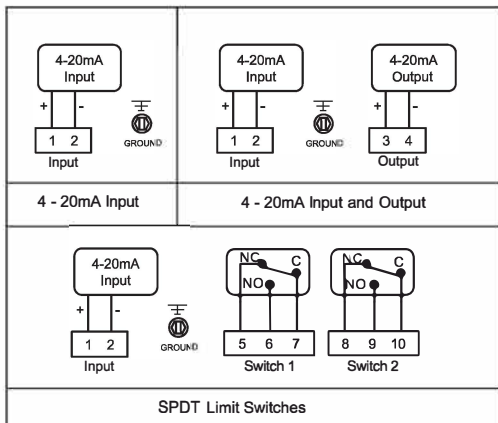 4-20mA
Input
+ -
1 2
Input
GROUND
4-20mA
Input
+ -
1 2
Input
GROUND
4-20mA
Output
+ -
3 4
Output
4 - 20mA Input
4 - 20mA Input and Output
4-20mA
Input
+ -
1 2
Input
GROUND
NC C
NO
5 6 7
Switch 1
NC C
NO
8 9 10
Switch 2
SPDT Limit Switches